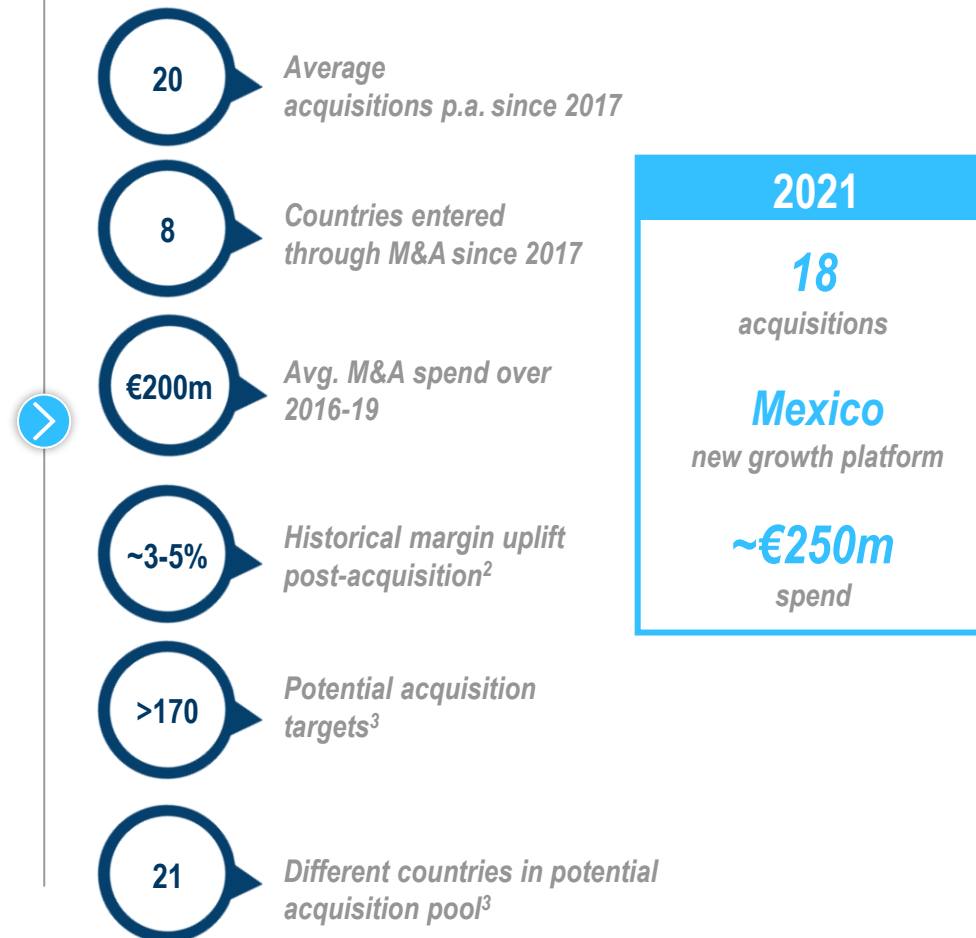 20
Average
acquisitions p.a. since 2017
8
Countries entered
through M&A since 2017
€200m
Avg. M&A spend over
2016-19
~3-5%
Historical margin uplift
post-acquisition²
>170
Potential acquisition
targets³
21
Different countries in potential
acquisition pool³
2021
18
acquisitions
Mexico
new growth platform
~€250m
spend